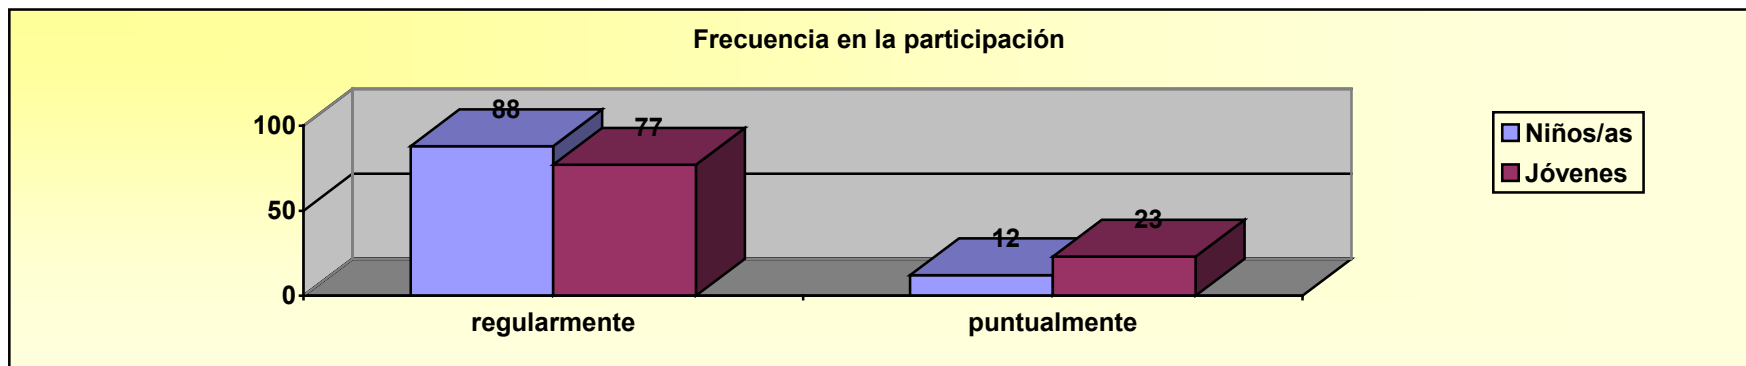 Frecuencia en la participación
88
77
100
50
0
12
23
regularmente
puntualmente
Niños/as
Jóvenes